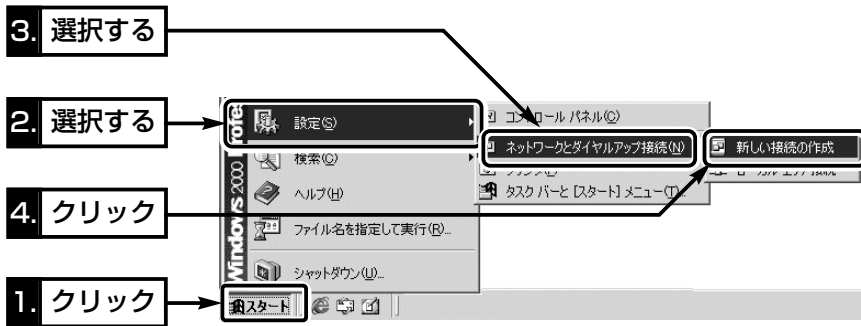 3. 選択する
2. 選択する
4. クリック
1. クリック
Windows 2000 Profe
設定(S)
検索(C)
ヘルプ(H)
ファイル名を指定して実行(R)...
シャットダウン(U)...
スタート
コントロール パネル(C)
ネットワークとダイヤルアップ接続(N)
タスク バーと [スタート] メニュー(T)...
新しい接続の作成